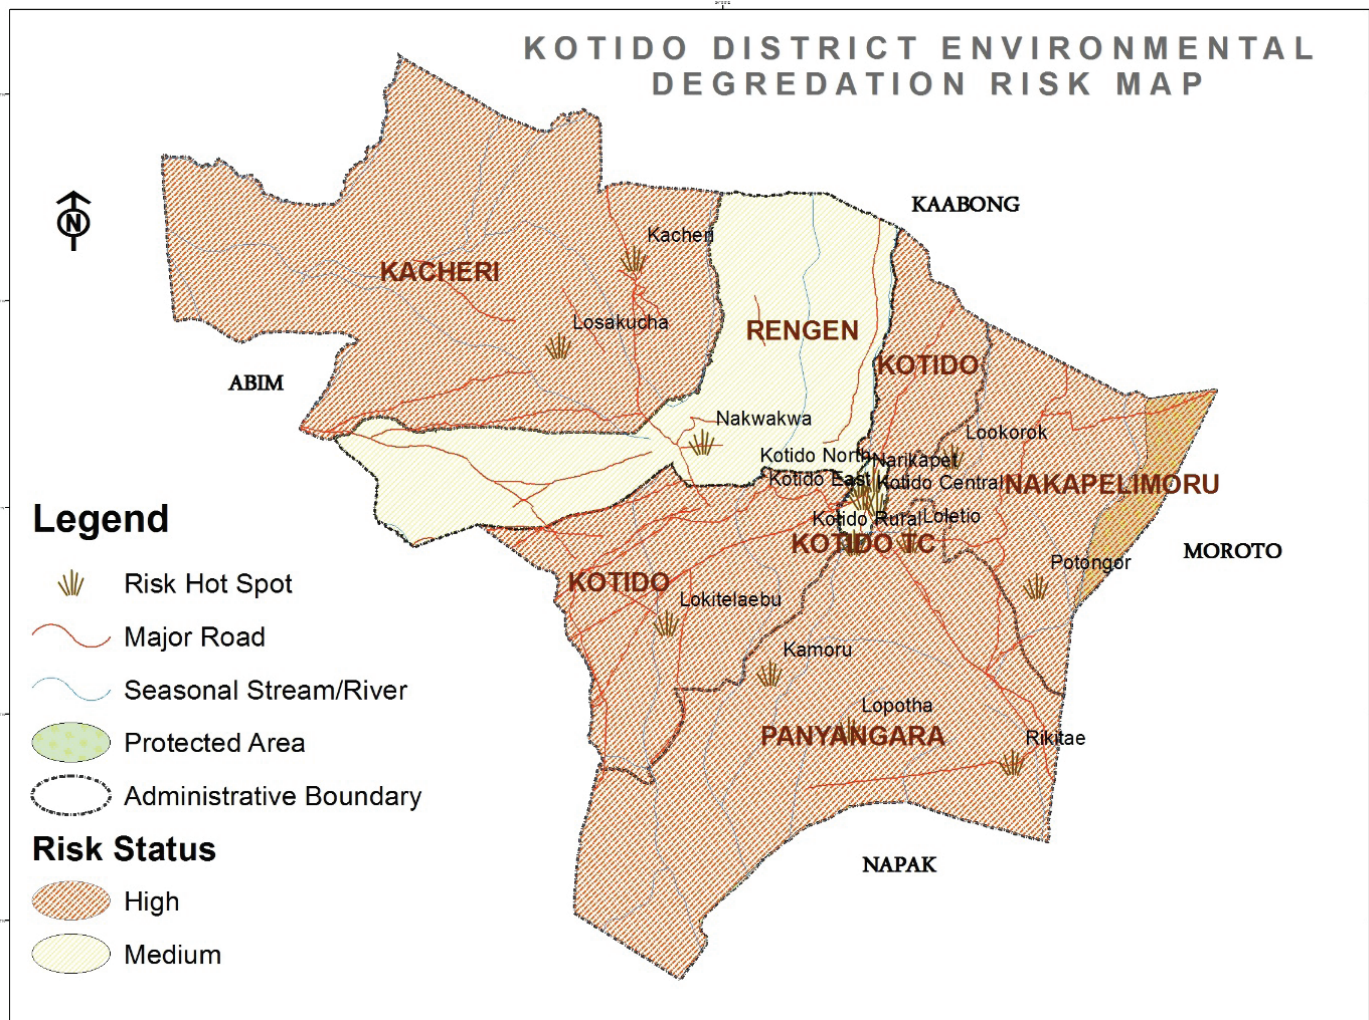 KOTIDO DISTRICT ENVIRONMENTAL
DEGREDATION RISK MAP
N
KAABONG
Kacheri
KACHERI
Losakucha
RENGEN
KOTIDO
ABIM
Nakwakwa
Lookorok
Kotido North
Narikapet
Kotido East
Kotido Central
NAKAPELIMORU
Kotido Rural
Loletio
KOTIDO TC
MOROTO
Potongor
KOTIDO
Lokitelaebu
Kamoru
Lopotha
PANYANGARA
Rikitae
NAPAK
Legend
Risk Hot Spot
Major Road
Seasonal Stream/River
Protected Area
Administrative Boundary
Risk Status
High
Medium